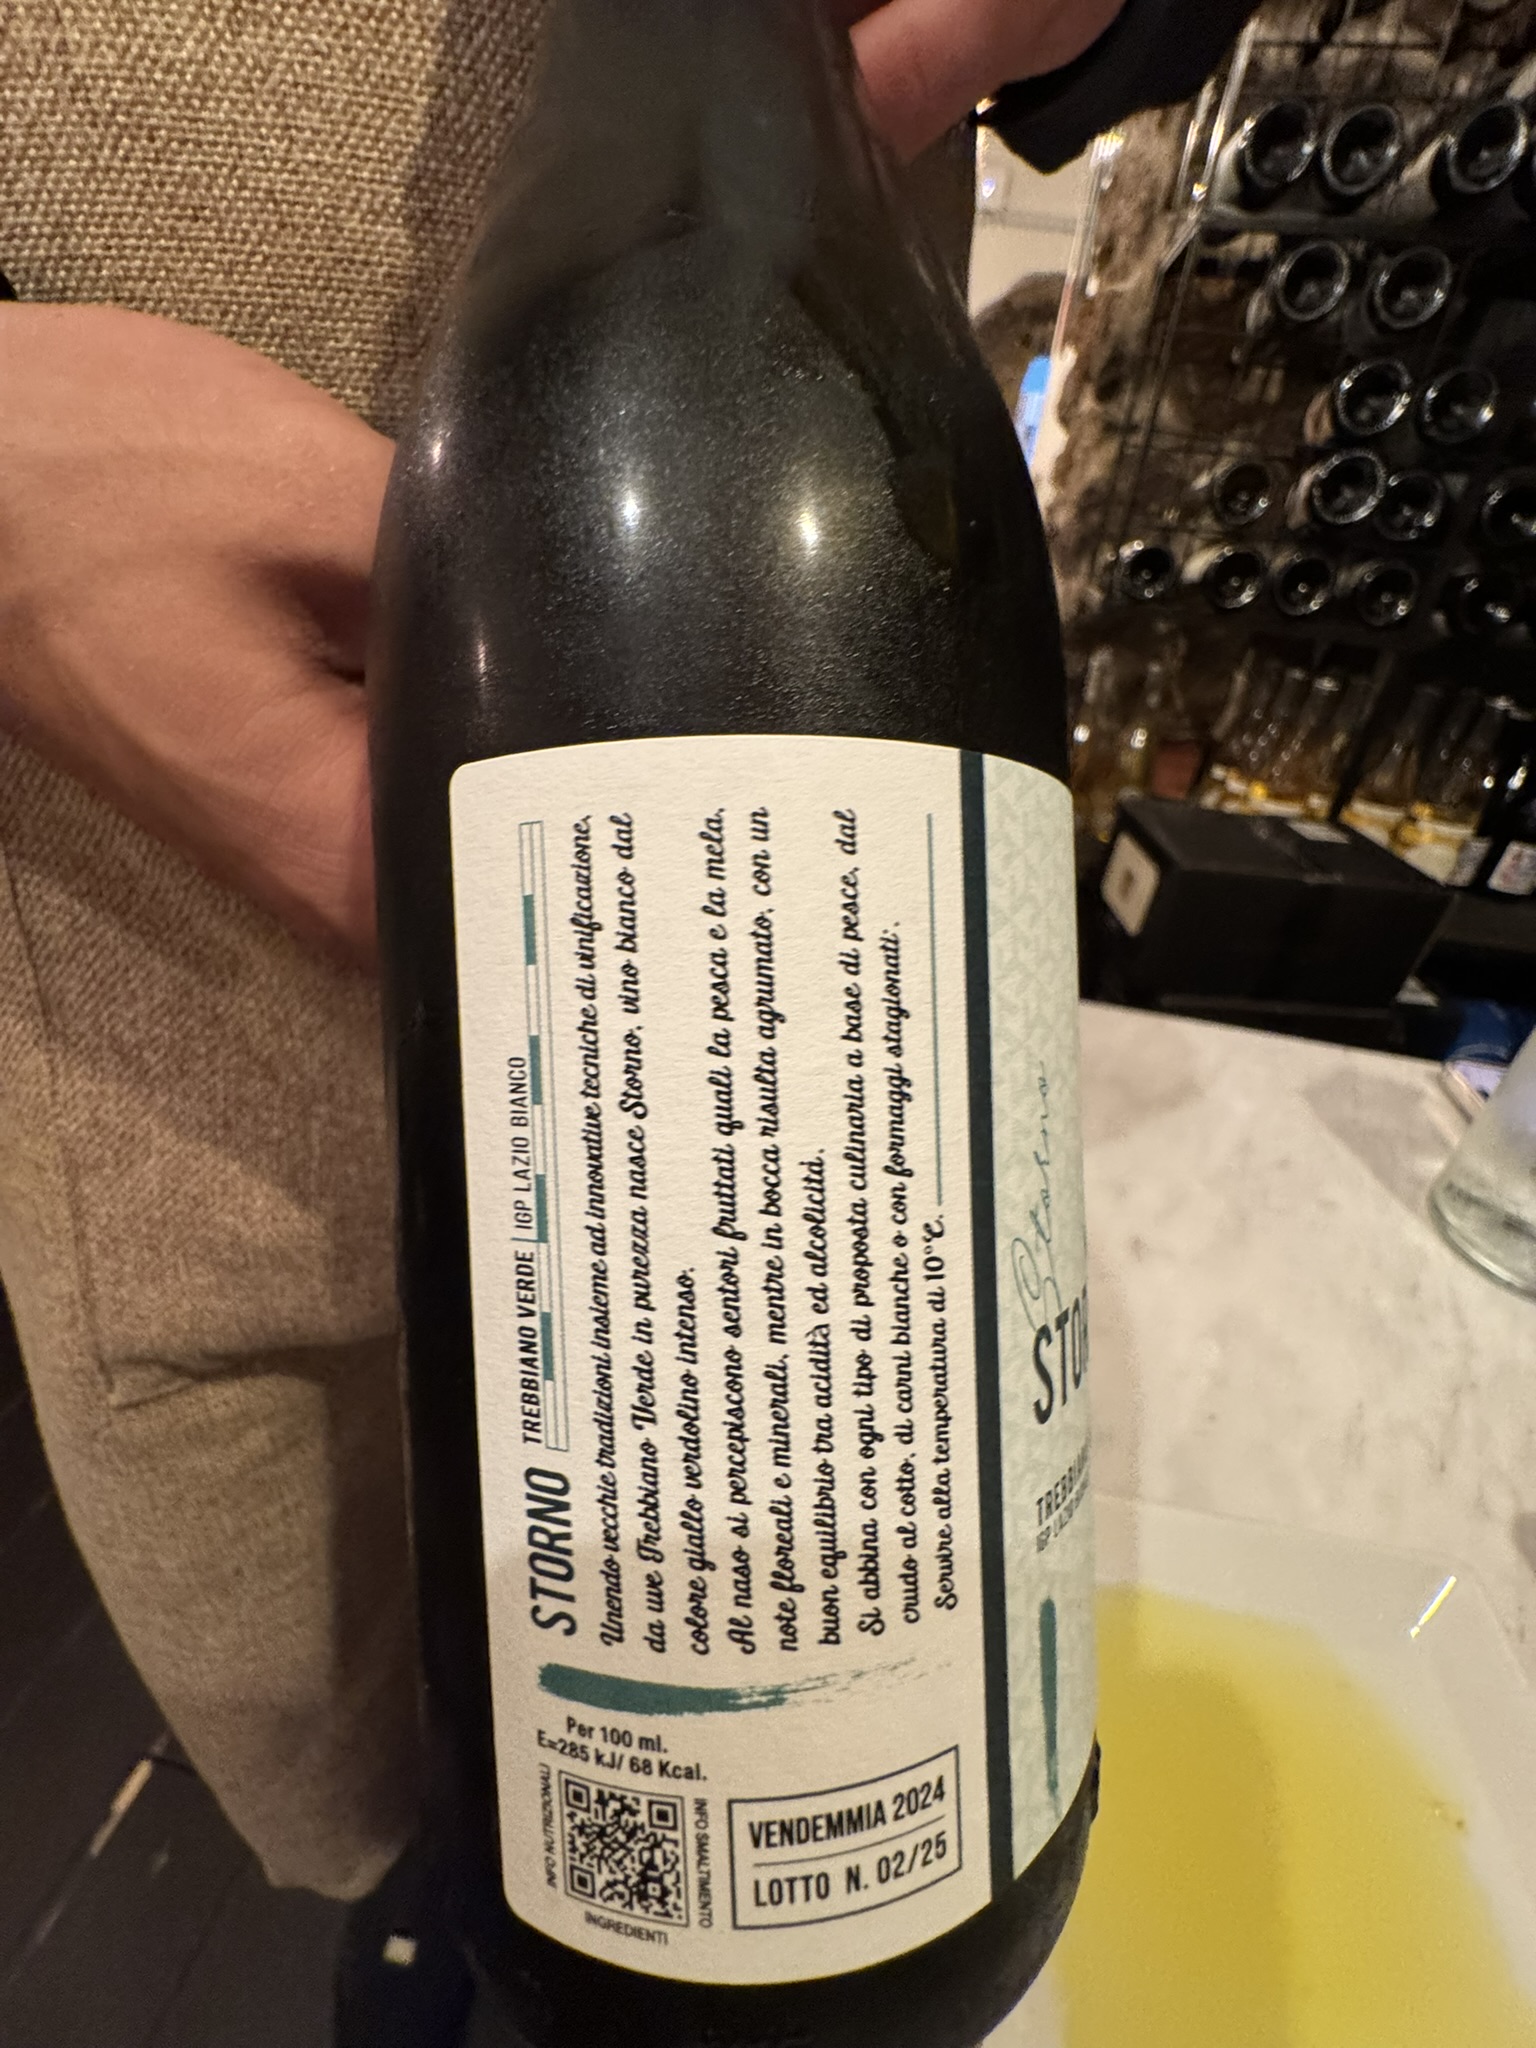 STORNO TREBBIANO VERDE | IGP LAZIO BIANCO
Unendo vecchie tradizioni insieme ad innovative tecniche di vinificazione,
da uve Trebbiano Verde in purezza nasce Storno, vino bianco dal
colore giallo verdolino intenso.
Al naso si percepiscono sentori fruttati quali la pesca e la mela,
note floreali e minerali, mentre in bocca risulta agrumato, con un
buon equilibrio tra acidità ed alcolicità.
Si abbina con ogni tipo di proposta culinaria a base di pesce, dal
crudo al cotto, di carni bianche o con formaggi stagionati.
Servire alla temperatura di 10°C.
Per 100 ml.
E=285 kJ/ 68 Kcal.
INFO NUTRIZIONALI
INGREDIENTI
INFO SMALTIMENTO
VENDEMMIA 2024
LOTTO N. 02/25
Storno
STOR
TREBBIA
IGP LAZIO